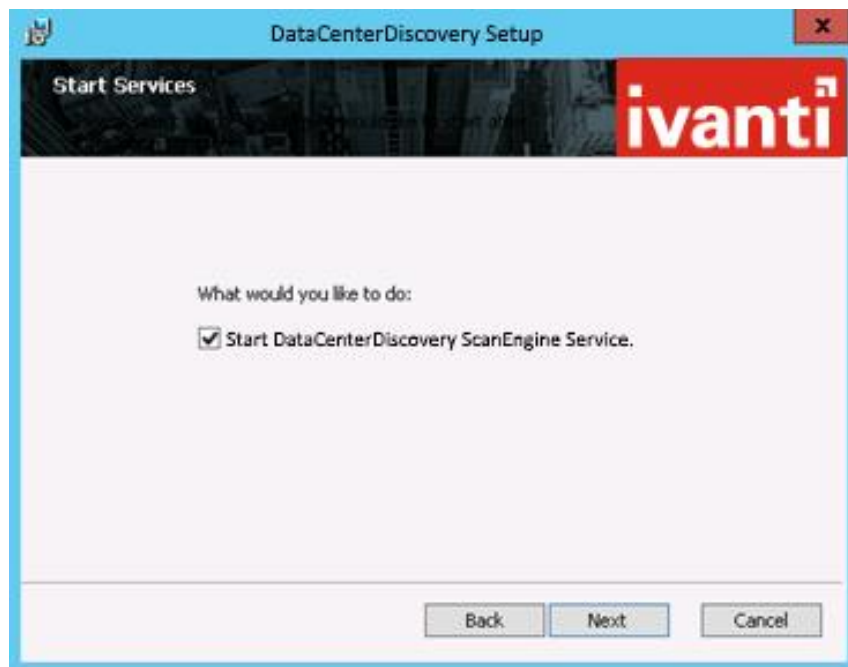 DataCenterDiscovery Setup
x
Start Services
ivanti
What would you like to do:
Start DataCenterDiscovery ScanEngine Service.
Back Next Cancel